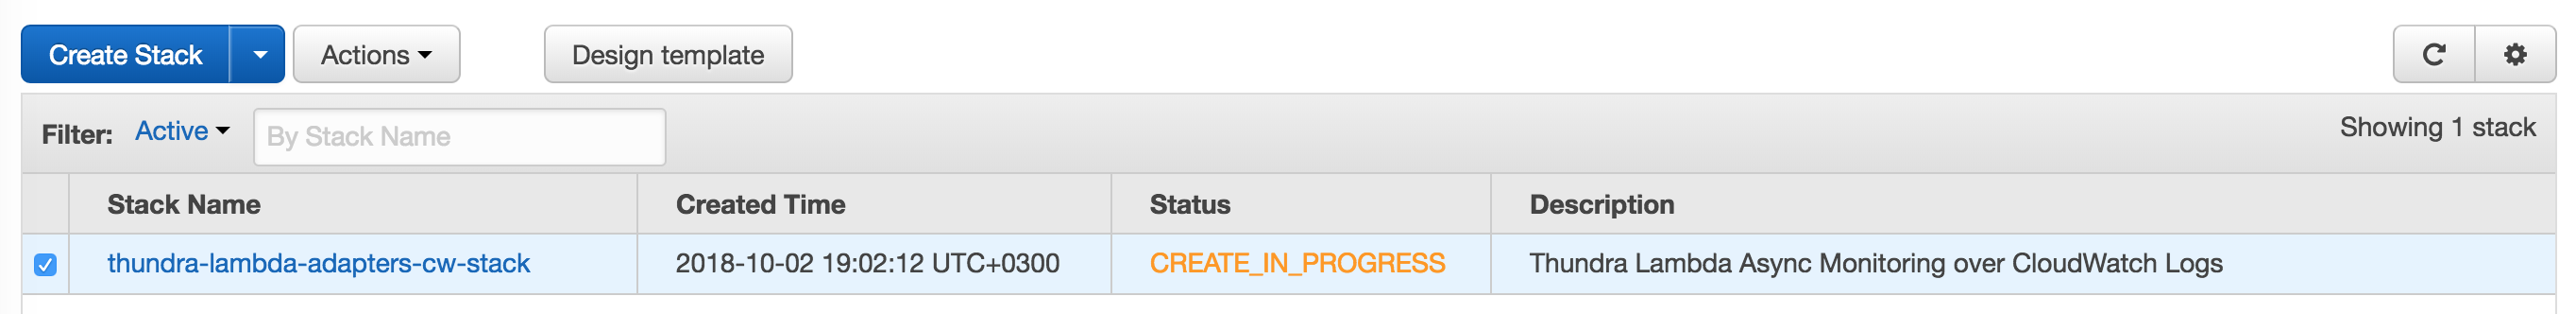 Create Stack Actions Design template
Filter: Active By Stack Name Showing 1 stack
Stack Name Created Time Status Description
thundra-lambda-adapters-cw-stack 2018-10-02 19:02:12 UTC+0300 CREATE_IN_PROGRESS Thundra Lambda Async Monitoring over CloudWatch Logs